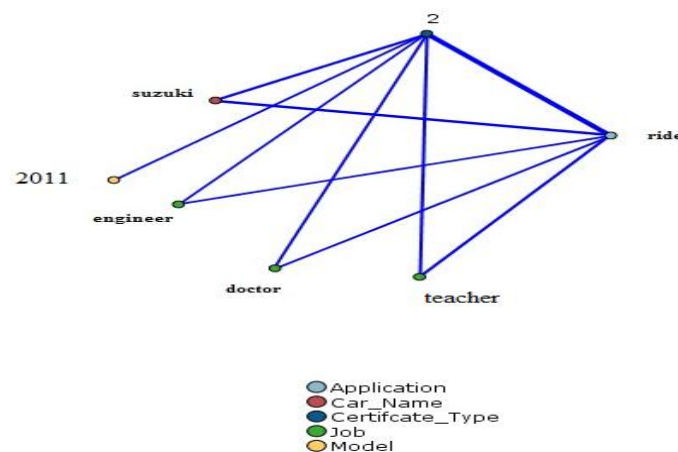 2
suzuki
ride
2011
engineer
doctor
teacher
Application
Car_Name
Certifcate_Type
Job
Model